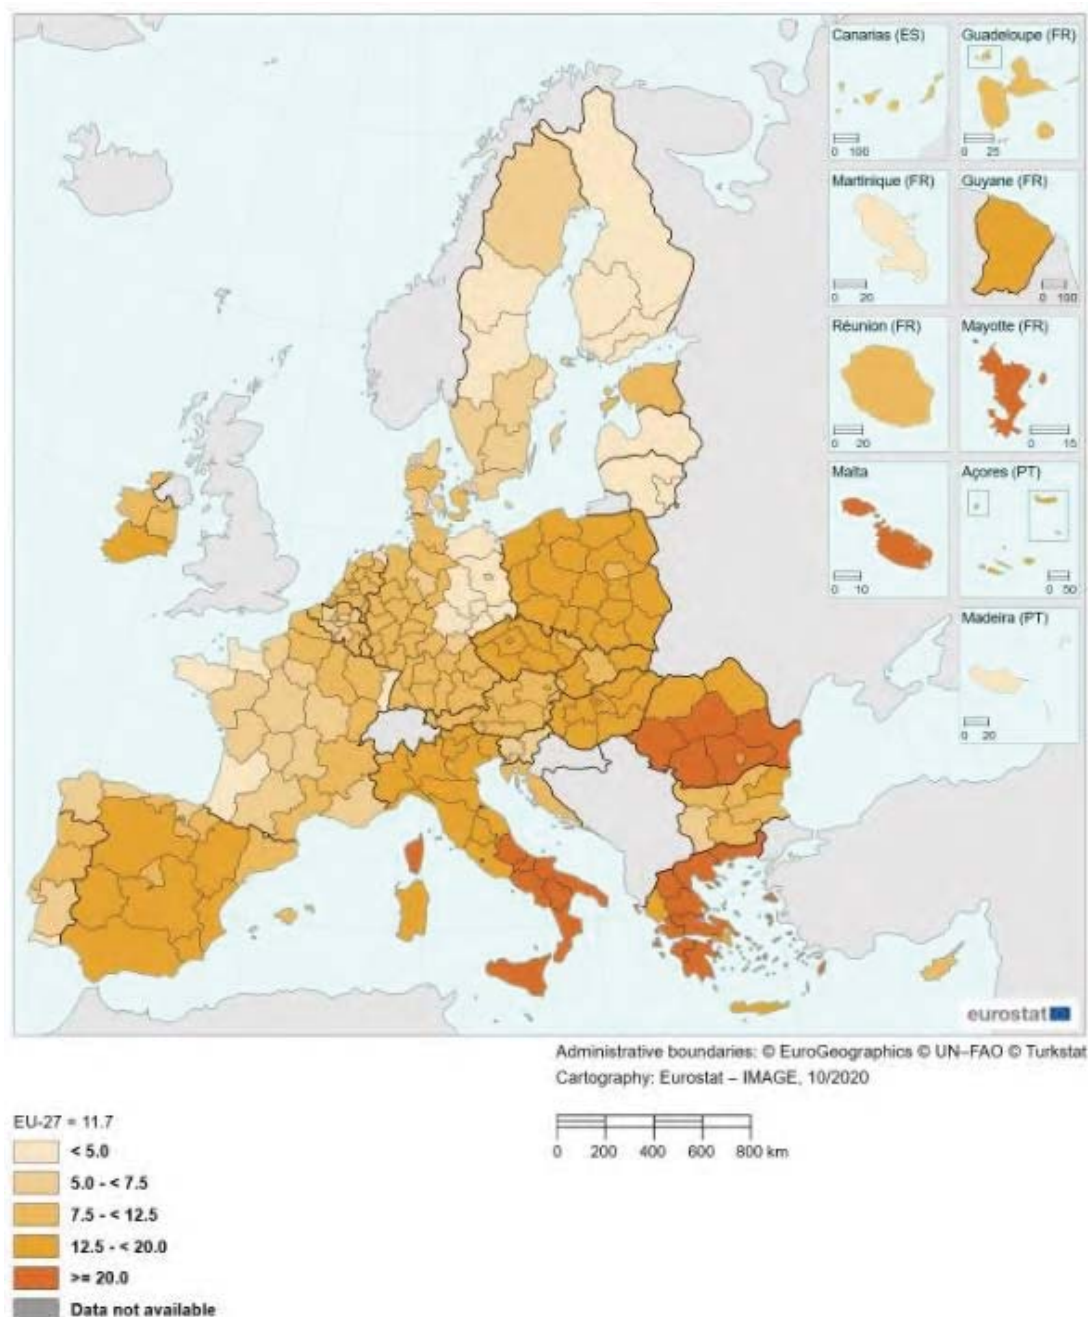 Canarias (ES)
0 100
Guadeloupe (FR)
0 25
Martinique (FR)
0 20
Guyane (FR)
0 100
Réunion (FR)
0 20
Mayotte (FR)
0 15
Malta
0 10
Açores (PT)
0 50
Madeira (PT)
0 20
eurostat
Administrative boundaries: © EuroGeographics © UN–FAO © Turkstat
Cartography: Eurostat – IMAGE, 10/2020
0 200 400 600 800 km
EU-27 = 11.7
< 5.0
5.0 - < 7.5
7.5 - < 12.5
12.5 - < 20.0
>= 20.0
Data not available